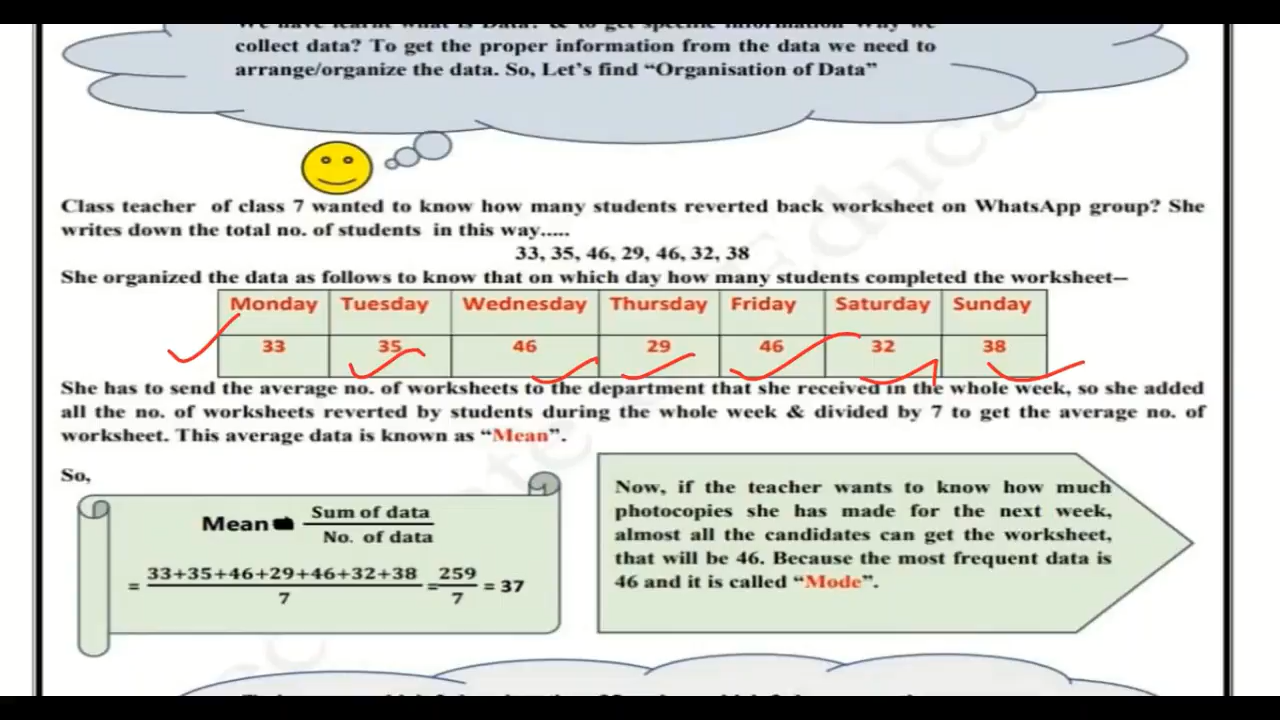 collect data? To get the proper information from the data we need to
arrange/organize the data. So, Let's find "Organisation of Data"
Class teacher of class 7 wanted to know how many students reverted back worksheet on WhatsApp group? She
writes down the total no. of students in this way.....
33, 35, 46, 29, 46, 32, 38
She organized the data as follows to know that on which day how many students completed the worksheet--
Monday Tuesday Wednesday Thursday Friday Saturday Sunday
33 35 46 29 46 32 38
She has to send the average no. of worksheets to the department that she received in the whole week, so she added
all the no. of worksheets reverted by students during the whole week & divided by 7 to get the average no. of
worksheet. This average data is known as "Mean".
So,
Mean Sum of data
No. of data
= 33+35+46+29+46+32+38 = 259 = 37
7 7
Now, if the teacher wants to know how much
photocopies she has made for the next week,
almost all the candidates can get the worksheet,
that will be 46. Because the most frequent data is
46 and it is called "Mode".